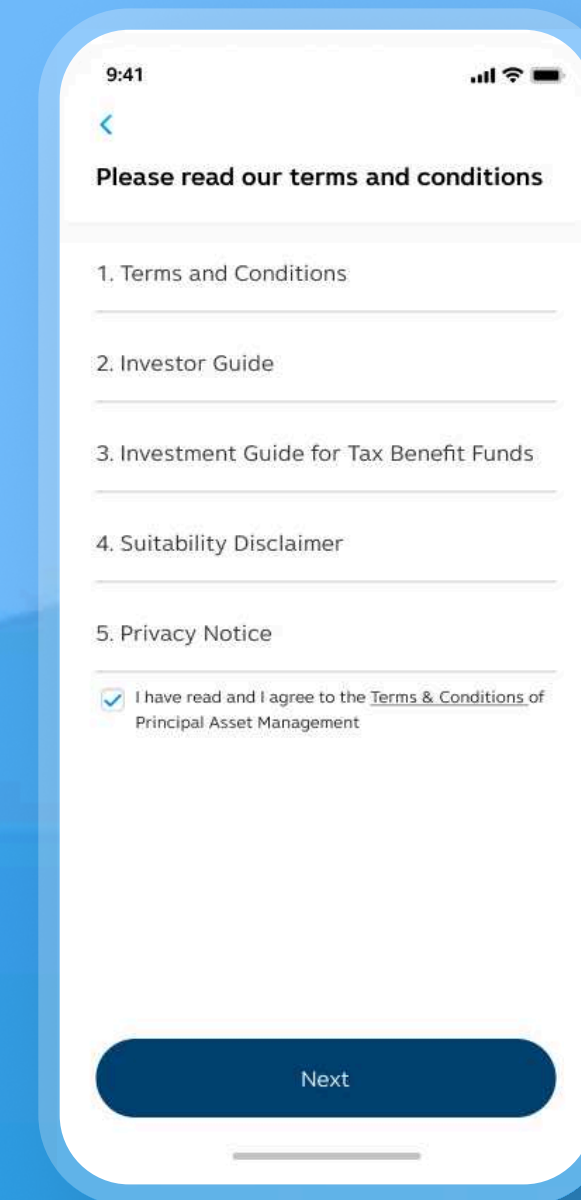 9:41
Please read our terms and conditions
1. Terms and Conditions
2. Investor Guide
3. Investment Guide for Tax Benefit Funds
4. Suitability Disclaimer
5. Privacy Notice
I have read and I agree to the Terms & Conditions of
Principal Asset Management
Next